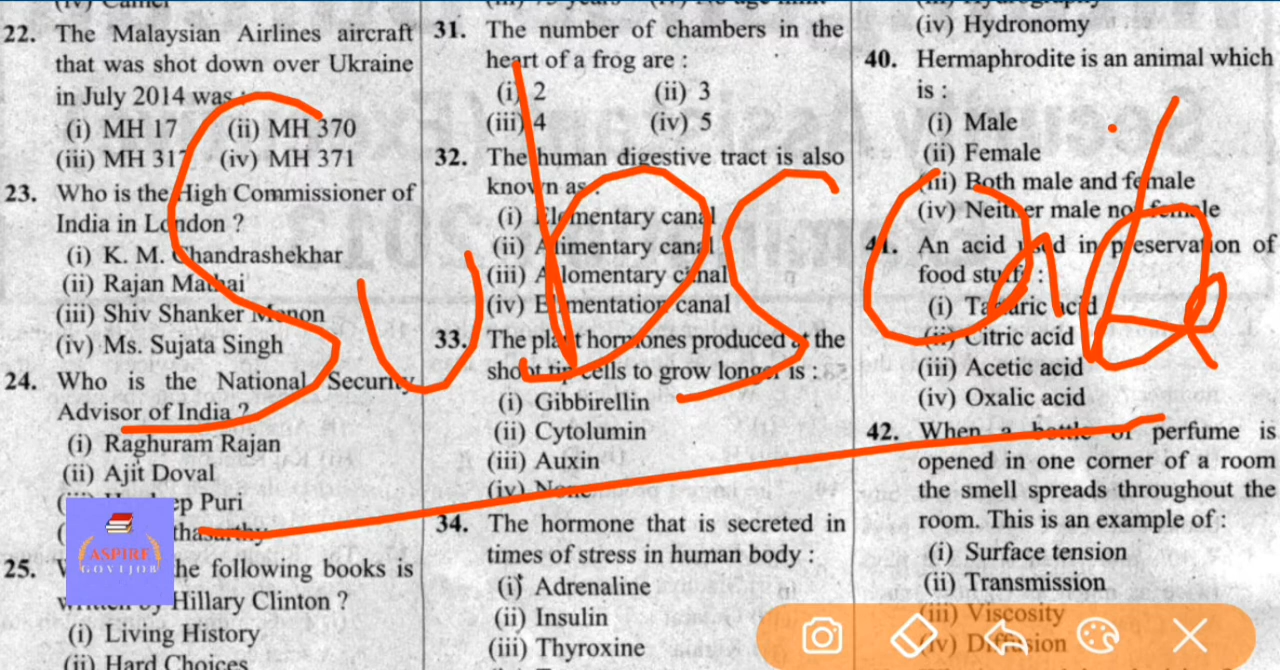 22. The Malaysian Airlines aircraft
that was shot down over Ukraine
in July 2014 was :
(i) MH 17 (ii) MH 370
(iii) MH 317 (iv) MH 371
23. Who is the High Commissioner of
India in London ?
(i) K. M. Chandrashekhar
(ii) Rajan Mathai
(iii) Shiv Shanker Menon
(iv) Ms. Sujata Singh
24. Who is the National Security
Advisor of India ?
(i) Raghuram Rajan
(ii) Ajit Doval
Puri
ASPIRE
GOVTJOB
25. the following books is
written by Hillary Clinton ?
(i) Living History
(ii) Hard Choices
31. The number of chambers in the
heart of a frog are :
(i) 2 (ii) 3
(iii) 4 (iv) 5
32. The human digestive tract is also
known as :
(i) Elementary canal
(ii) Alimentary canal
(iii) Allomentary canal
(iv) Elimentation canal
33. The plant hormones produced at the
shoot tip cells to grow longer is :
(i) Gibbirellin
(ii) Cytolumin
(iii) Auxin
(iv) None
34. The hormone that is secreted in
times of stress in human body :
(i) Adrenaline
(ii) Insulin
(iii) Thyroxine
(iv) Hydronomy
40. Hermaphrodite is an animal which
is :
(i) Male
(ii) Female
(iii) Both male and female
(iv) Neither male nor female
41. An acid used in preservation of
food stuffs :
(i) Tartaric acid
(ii) Citric acid
(iii) Acetic acid
(iv) Oxalic acid
42. When a bottle of perfume is
opened in one corner of a room
the smell spreads throughout the
room. This is an example of :
(i) Surface tension
(ii) Transmission
(iii) Viscosity
(iv) Diffusion